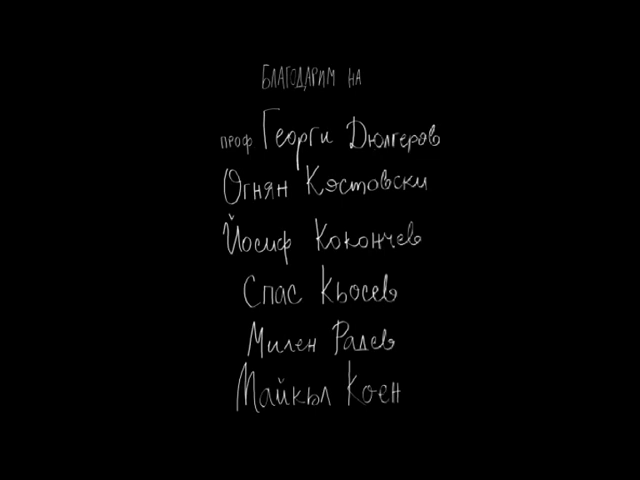 Благодарим на
проф Георги Дюлгеров
Огнян Костовски
Йосиф Кокончев
Спас Кьосев
Милен Радев
Майкъл Коен